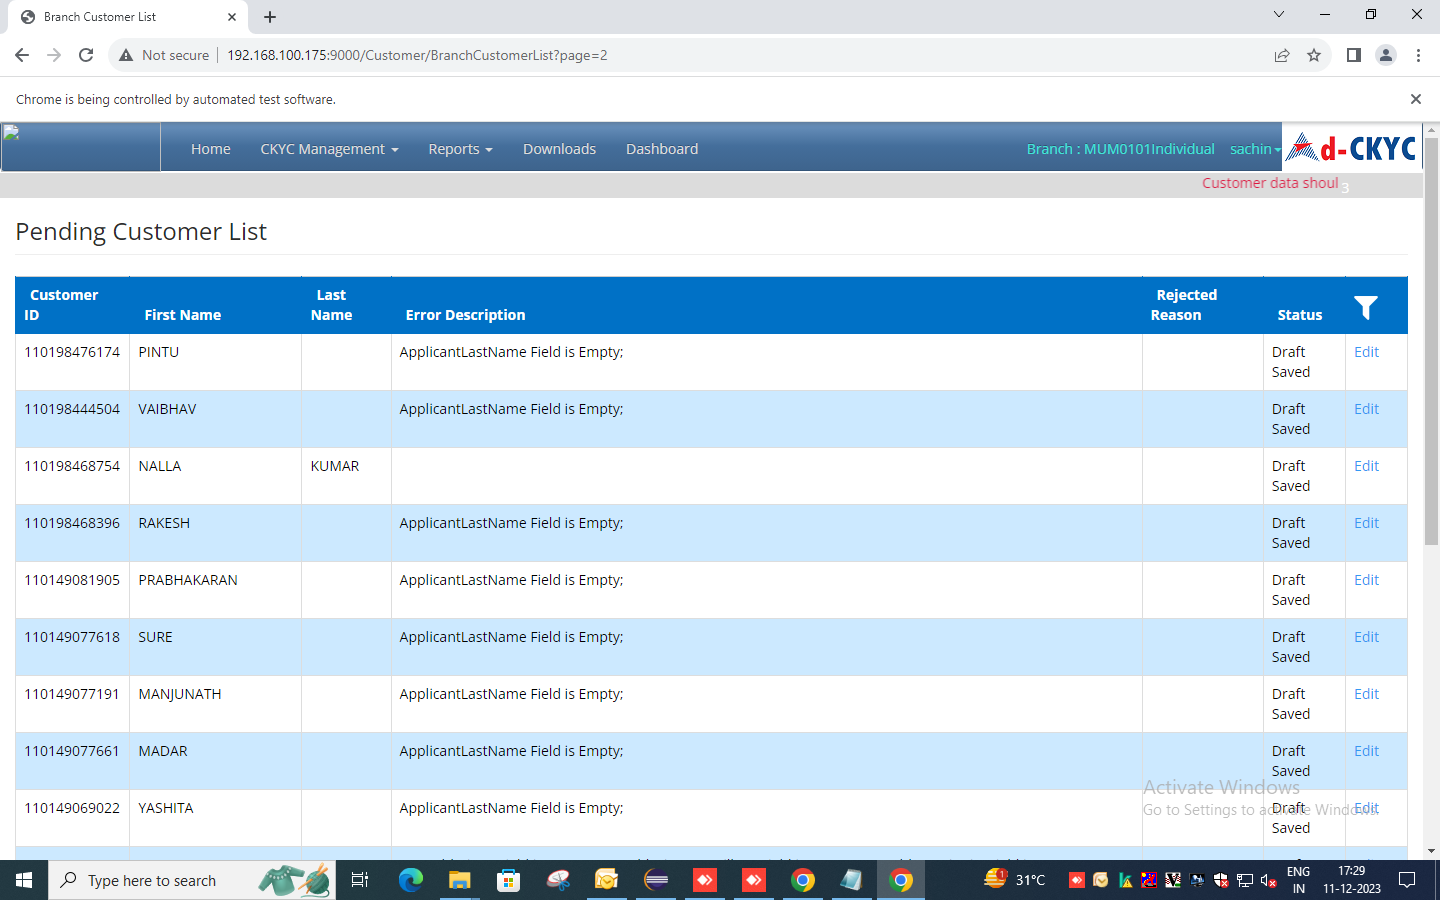 Branch Customer List
Not secure 192.168.100.175:9000/Customer/BranchCustomerList?page=2
Chrome is being controlled by automated test software.
Home CKYC Management Reports Downloads Dashboard Branch : MUM0101Individual sachin d-CKYC
Customer data shoul 3
Pending Customer List
Customer ID First Name Last Name Error Description Rejected Reason Status
110198476174 PINTU ApplicantLastName Field is Empty; Draft Saved Edit
110198444504 VAIBHAV ApplicantLastName Field is Empty; Draft Saved Edit
110198468754 NALLA KUMAR Draft Saved Edit
110198468396 RAKESH ApplicantLastName Field is Empty; Draft Saved Edit
110149081905 PRABHAKARAN ApplicantLastName Field is Empty; Draft Saved Edit
110149077618 SURE ApplicantLastName Field is Empty; Draft Saved Edit
110149077191 MANJUNATH ApplicantLastName Field is Empty; Draft Saved Edit
110149077661 MADAR ApplicantLastName Field is Empty; Draft Saved Edit
110149069022 YASHITA ApplicantLastName Field is Empty; Draft Saved Edit
Activate Windows
Go to Settings to activate Windows.
Type here to search 1 31°C ENG IN 17:29 11-12-2023